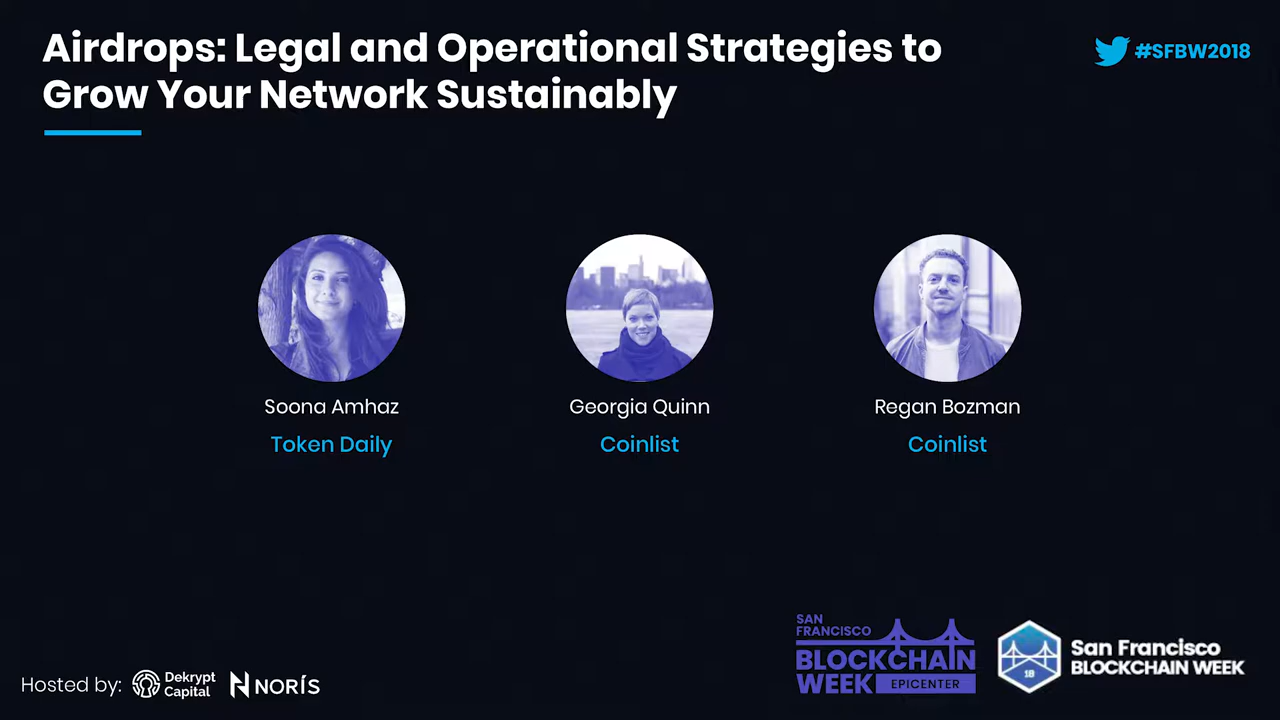 Airdrops: Legal and Operational Strategies to
Grow Your Network Sustainably
#SFBW2018
Soona Amhaz
Token Daily
Georgia Quinn
Coinlist
Regan Bozman
Coinlist
Hosted by:
Dekrypt
Capital
NORÍS
SAN
FRANCISCO
BLOCKCHAIN
WEEK
EPICENTER
18
San Francisco
BLOCKCHAIN WEEK